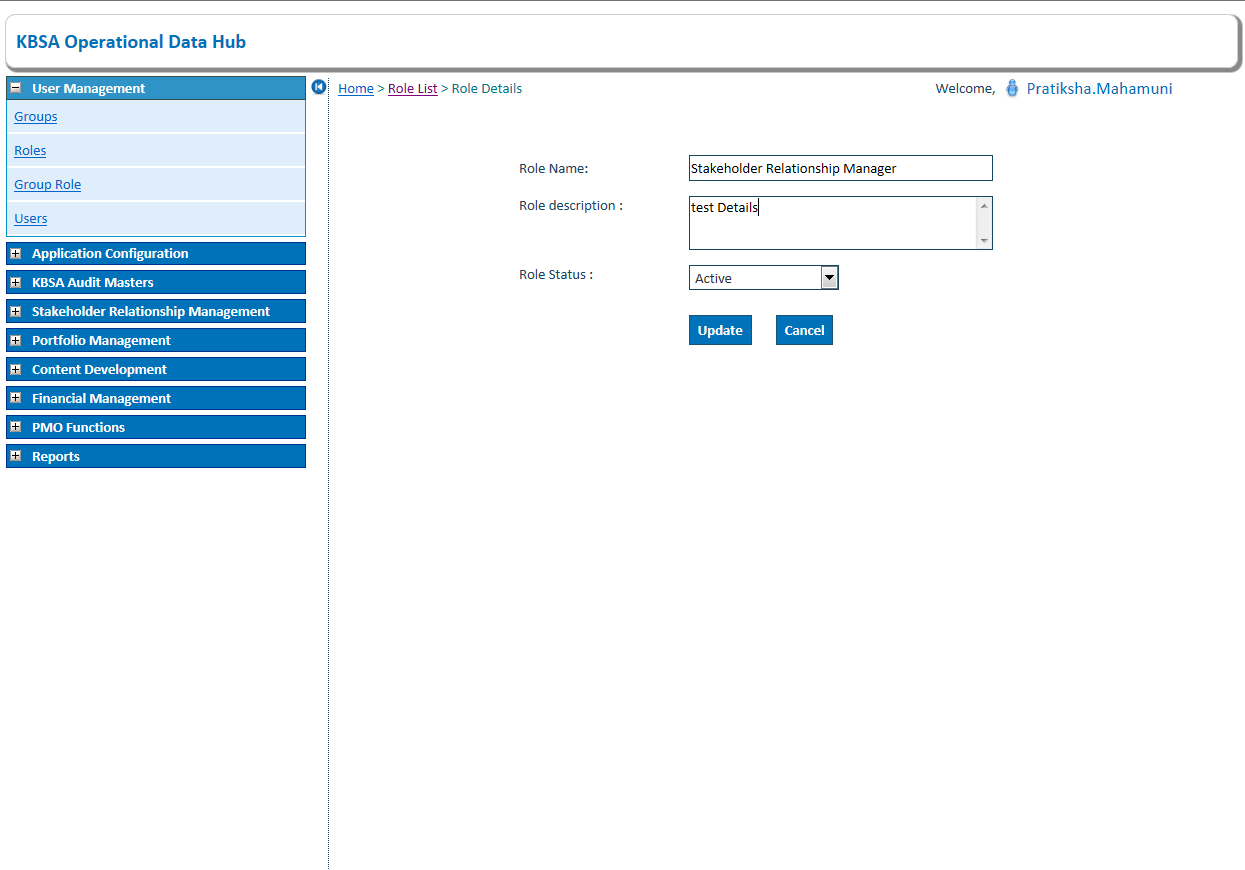 KBSA Operational Data Hub
User Management
Groups
Roles
Group Role
Users
Application Configuration
KBSA Audit Masters
Stakeholder Relationship Management
Portfolio Management
Content Development
Financial Management
PMO Functions
Reports
Home > Role List > Role Details
Welcome, Pratiksha.Mahamuni
Role Name: Stakeholder Relationship Manager
Role description : test Details
Role Status : Active
Update Cancel